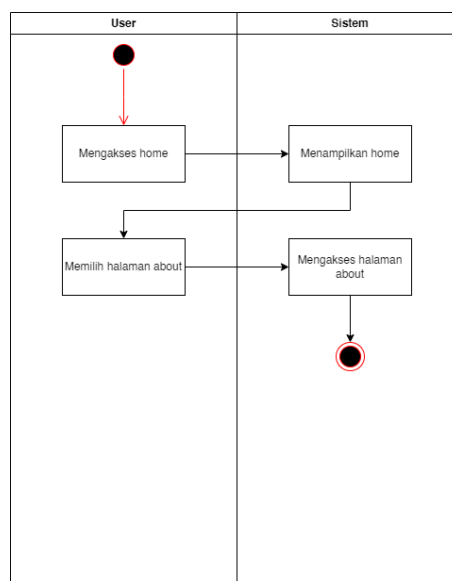 User
Sistem
Mengakses home
Menampilkan home
Memilih halaman about
Mengakses halaman
about